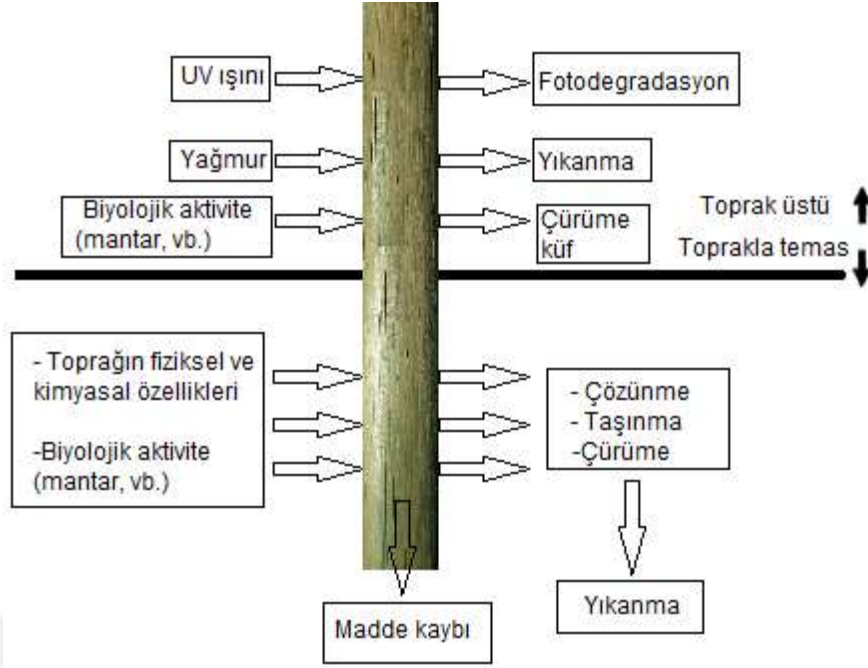 UV ışını
Fotodegradasyon
Yağmur
Yıkanma
Biyolojik aktivite
(mantar, vb.)
Çürüme
küf
Toprak üstü
Toprakla temas
- Toprağın fiziksel ve
kimyasal özellikleri
-Biyolojik aktivite
(mantar, vb.)
- Çözünme
- Taşınma
-Çürüme
Madde kaybı
Yıkanma